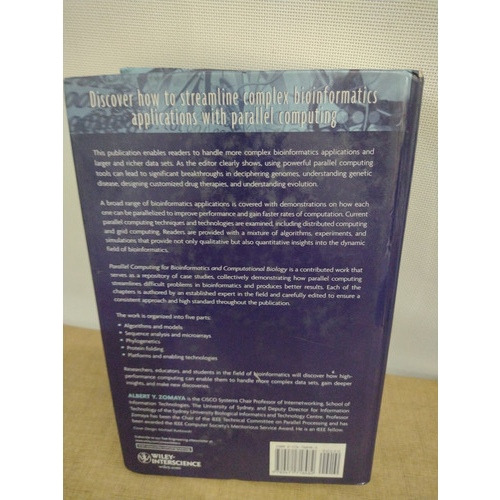 Discover how to streamline complex bioinformatics
applications with parallel computing
This publication enables readers to handle more complex bioinformatics applications and
larger and richer data sets. As the editor clearly shows, using powerful parallel computing
tools can lead to significant breakthroughs in deciphering genomes, understanding genetic
disease, designing customized drug therapies, and understanding evolution.
A broad range of bioinformatics applications is covered with demonstrations on how each
one can be parallelized to improve performance and gain faster rates of computation. Current
parallel computing techniques and technologies are examined, including distributed computing
and grid computing. Readers are provided with a mixture of algorithms, experiments, and
simulations that provide not only qualitative but also quantitative insights into the dynamic
field of bioinformatics.
Parallel Computing for Bioinformatics and Computational Biology is a contributed work that
serves as a repository of case studies, collectively demonstrating how parallel computing
streamlines difficult problems in bioinformatics and produces better results. Each of the
chapters is authored by an established expert in the field and carefully edited to ensure a
consistent approach and high standard throughout the publication.
The work is organized into five parts:
• Algorithms and models
• Sequence analysis and microarrays
• Phylogenetics
• Protein folding
• Platforms and enabling technologies
Researchers, educators, and students in the field of bioinformatics will discover how high-
performance computing can enable them to handle more complex data sets, gain deeper
insights, and make new discoveries.
ALBERT Y. ZOMAYA is the CISCO Systems Chair Professor of Internetworking, School of
Information Technologies, The University of Sydney and Deputy Director for Information
Technology of the Sydney University Biological Informatics and Technology Centre. Professor
Zomaya has been the Chair of the IEEE Technical Committee on Parallel Processing and has
been awarded the IEEE Computer Society's Meritorious Service Award. He is an IEEE Fellow.
WILEY-
INTERSCIENCE
wiley.com